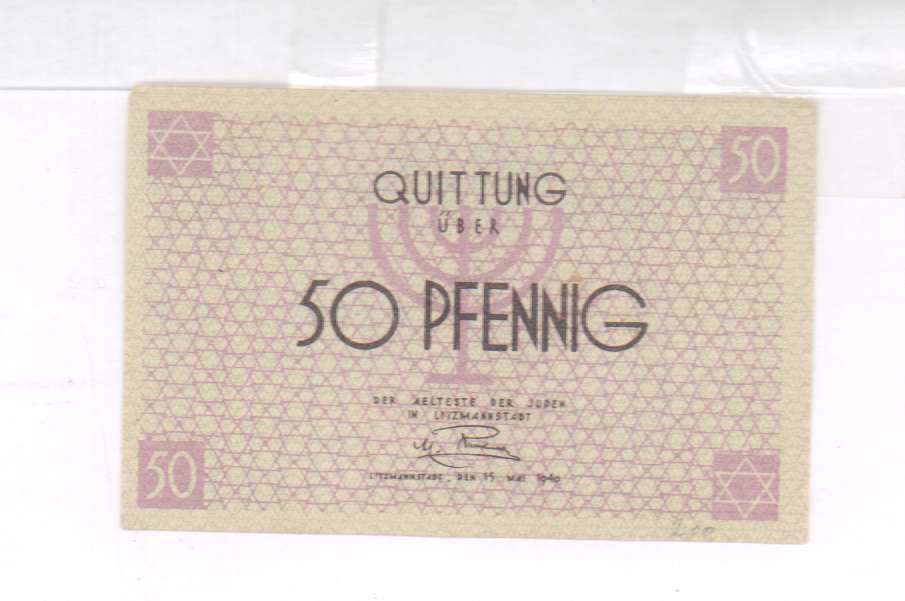 50
QUITTUNG
ÜBER
50 PFENNIG
DER AELTESTE DER JUDEN
IN LITZMANNSTADT
LITZMANNSTADT, DEN 15. MAI 1940
50